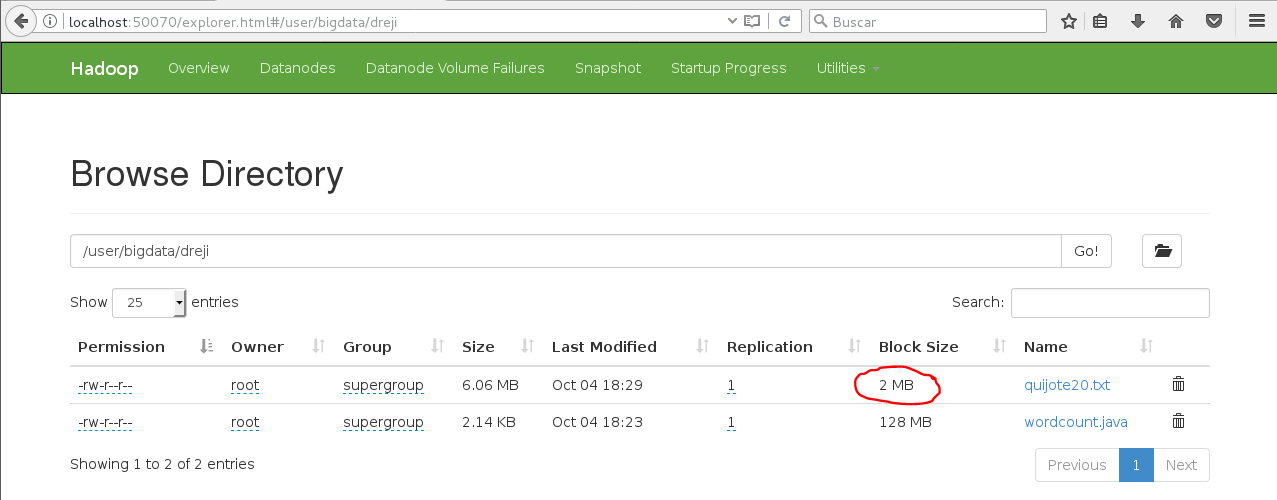 localhost:50070/explorer.html#/user/bigdata/dreji Buscar
Hadoop Overview Datanodes Datanode Volume Failures Snapshot Startup Progress Utilities
Browse Directory
/user/bigdata/dreji Go!
Show 25 entries Search:
Permission Owner Group Size Last Modified Replication Block Size Name
-rw-r--r-- root supergroup 6.06 MB Oct 04 18:29 1 2 MB quijote20.txt
-rw-r--r-- root supergroup 2.14 KB Oct 04 18:23 1 128 MB wordcount.java
Showing 1 to 2 of 2 entries Previous 1 Next